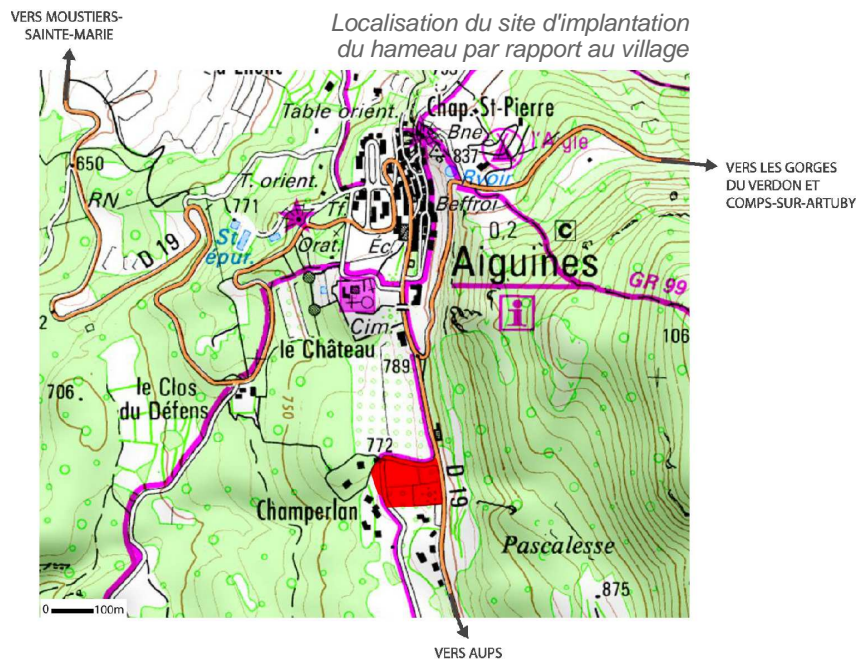 VERS MOUSTIERS-
SAINTE-MARIE
Localisation du site d'implantation
du hameau par rapport au village
Table orient.
Chap. St-Pierre
Bne
l'Aigle
837
650
T. orient.
Rvoir
VERS LES GORGES
DU VERDON ET
COMPS-SUR-ARTUBY
RN
771
Tf
Beffroi
D 19
St
épur.
Orat.
Éc.
0,2
C
Aiguines
GR 99
i
2
Cim.
106
le Château
789
706
le Clos
du Défens
750
772
D 19
Champerlan
Pascalesse
875
0
100m
VERS AUPS